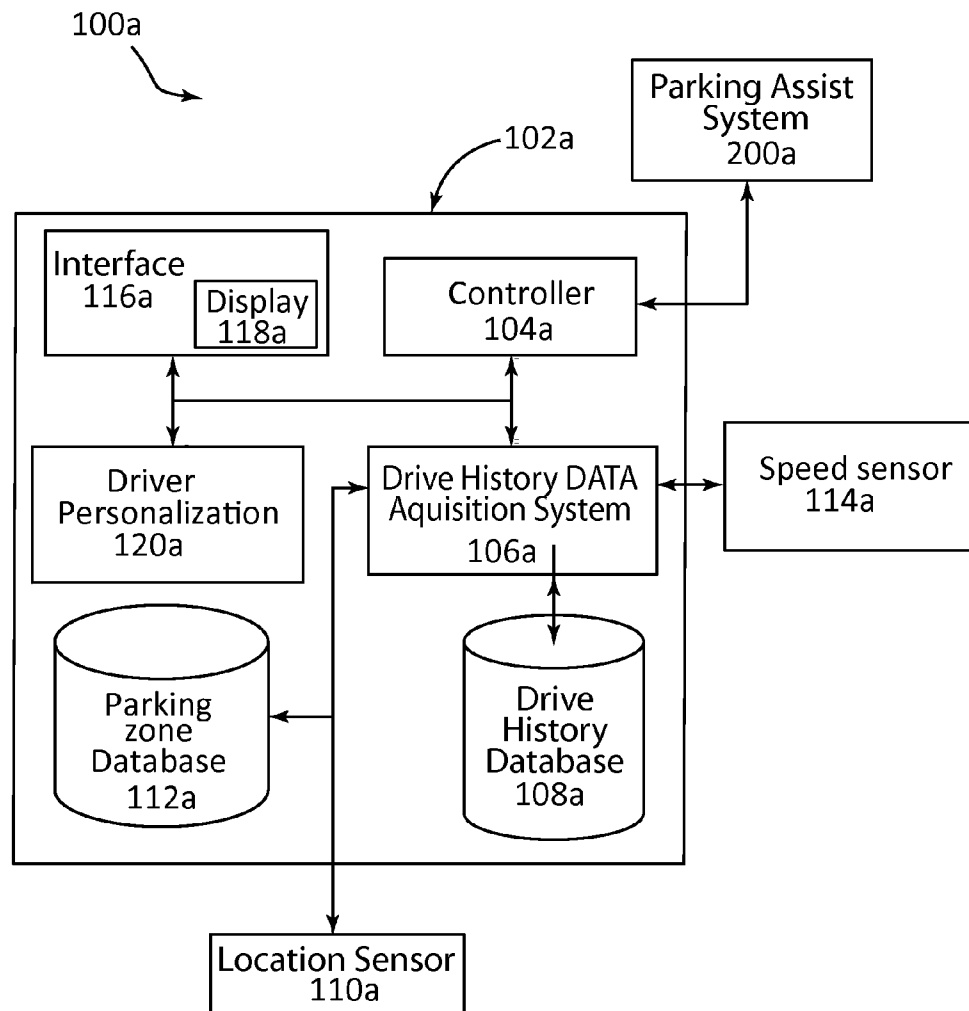 100a
Parking Assist
System
200a
102a
Interface
116a
Display
118a
Controller
104a
Driver
Personalization
120a
Drive History DATA
Aquisition System
106a
Speed sensor
114a
Parking
zone
Database
112a
Drive
History
Database
108a
Location Sensor
110a